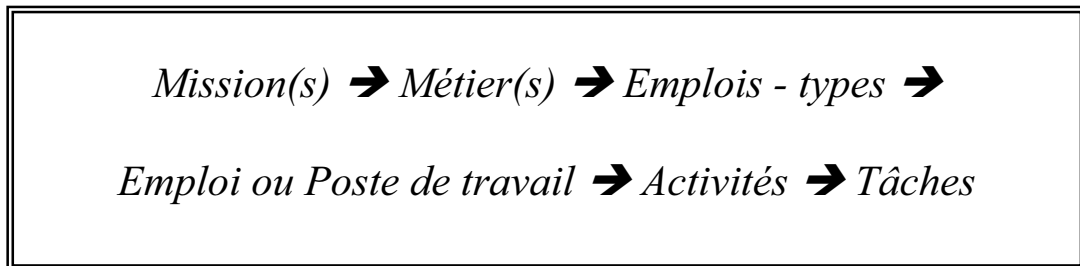 Mission(s) ➔ Métier(s) ➔ Emplois - types ➔
Emploi ou Poste de travail ➔ Activités ➔ Tâches